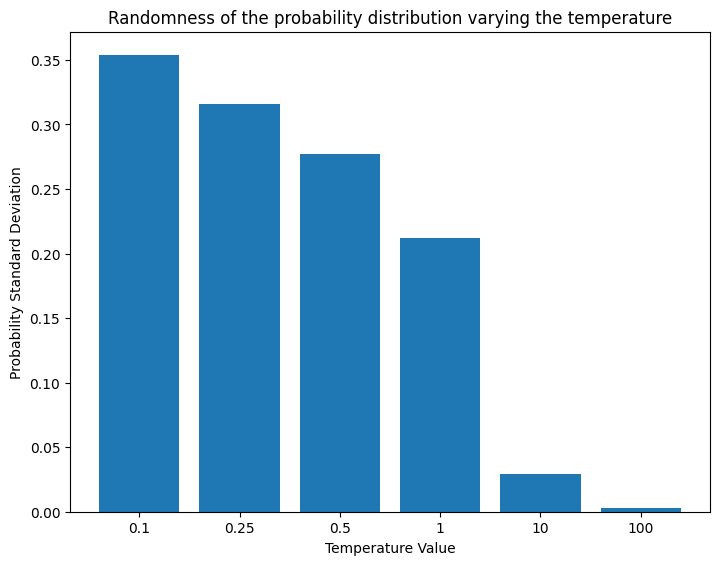 Randomness of the probability distribution varying the temperature
Probability Standard Deviation
0.35
0.30
0.25
0.20
0.15
0.10
0.05
0.00
0.1 0.25 0.5 1 10 100
Temperature Value